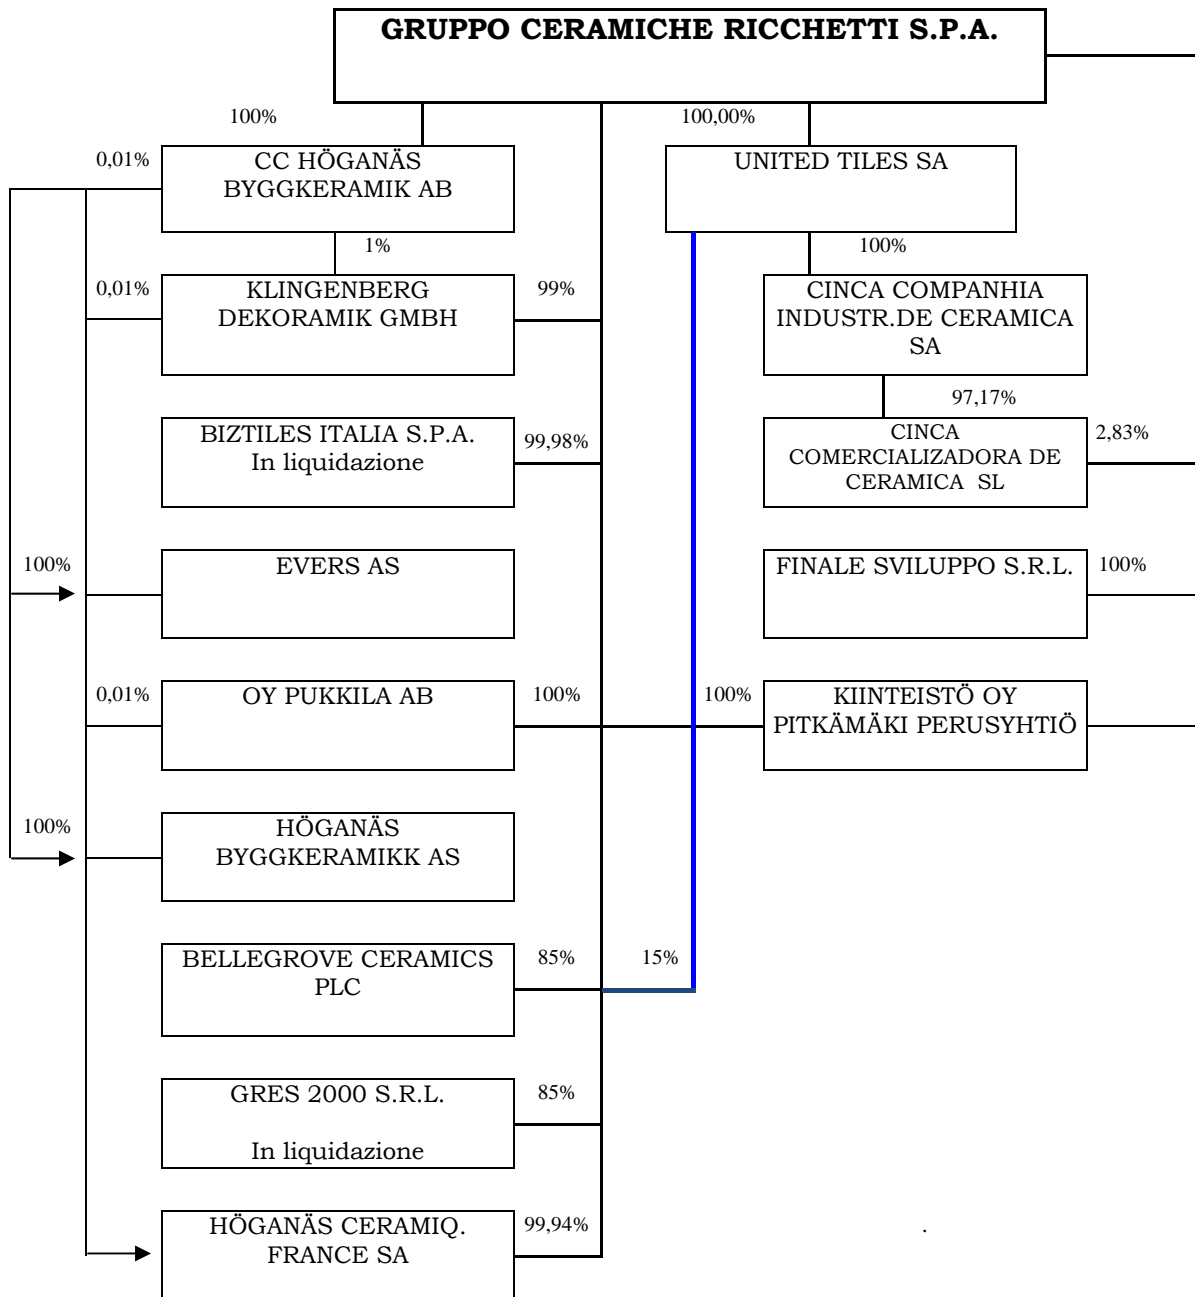 GRUPPO CERAMICHE RICCHETTI S.P.A.
100%
100,00%
0,01%
CC HÖGANÄS
BYGGKERAMIK AB
UNITED TILES SA
1%
100%
0,01%
KLINGENBERG
DEKORAMIK GMBH
99%
CINCA COMPANHIA
INDUSTR.DE CERAMICA
SA
97,17%
BIZTILES ITALIA S.P.A.
In liquidazione
99,98%
CINCA
COMERCIALIZADORA DE
CERAMICA SL
2,83%
100%
EVERS AS
FINALE SVILUPPO S.R.L.
100%
0,01%
OY PUKKILA AB
100%
100%
KIINTEISTÖ OY
PITKÄMÄKI PERUSYHTIÖ
100%
HÖGANÄS
BYGGKERAMIKK AS
BELLEGROVE CERAMICS
PLC
85%
15%
GRES 2000 S.R.L.
In liquidazione
85%
HÖGANÄS CERAMIQ.
FRANCE SA
99,94%
.